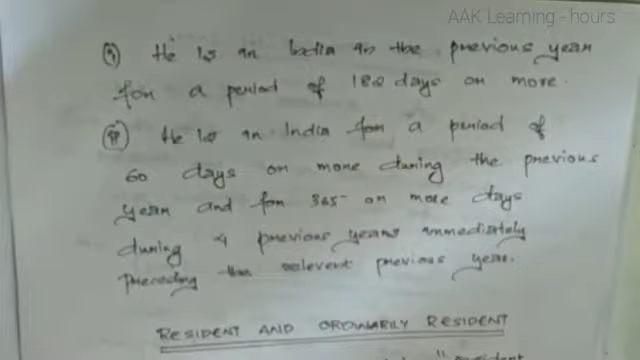 AAK Learning - hours
(i) He is in India in the previous year
for a period of 182 days or more.
(ii) He is in India for a period of
60 days or more during the previous
year and for 365 or more days
during 4 previous years immediately
preceding the relevent previous year.
RESIDENT AND ORDINARILY RESIDENT
resident